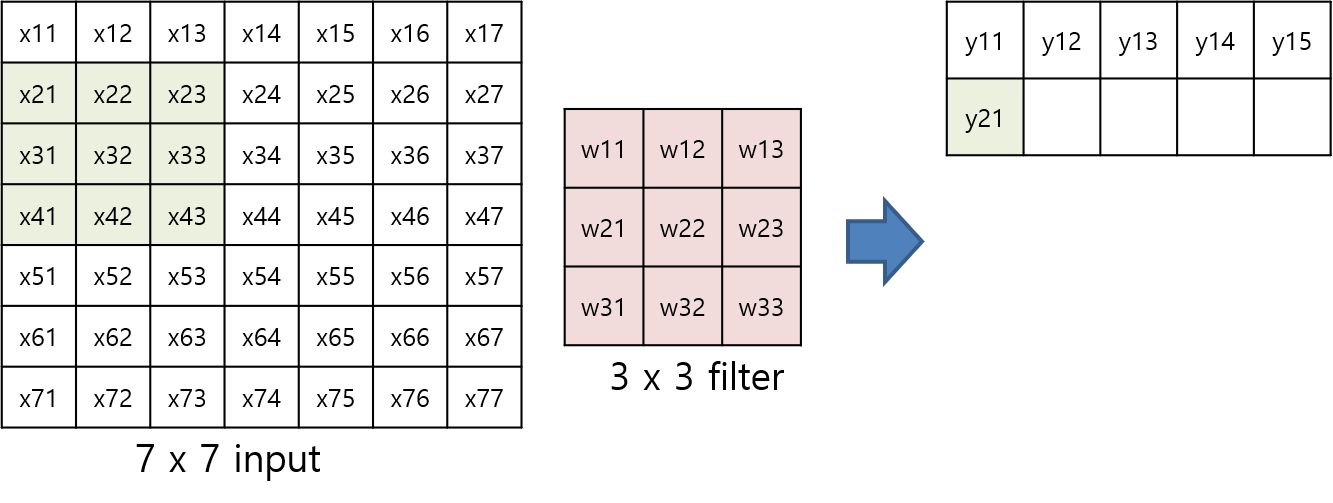 x11 x12 x13 x14 x15 x16 x17
x21 x22 x23 x24 x25 x26 x27
x31 x32 x33 x34 x35 x36 x37
x41 x42 x43 x44 x45 x46 x47
x51 x52 x53 x54 x55 x56 x57
x61 x62 x63 x64 x65 x66 x67
x71 x72 x73 x74 x75 x76 x77
7 x 7 input
w11 w12 w13
w21 w22 w23
w31 w32 w33
3 x 3 filter
y11 y12 y13 y14 y15
y21